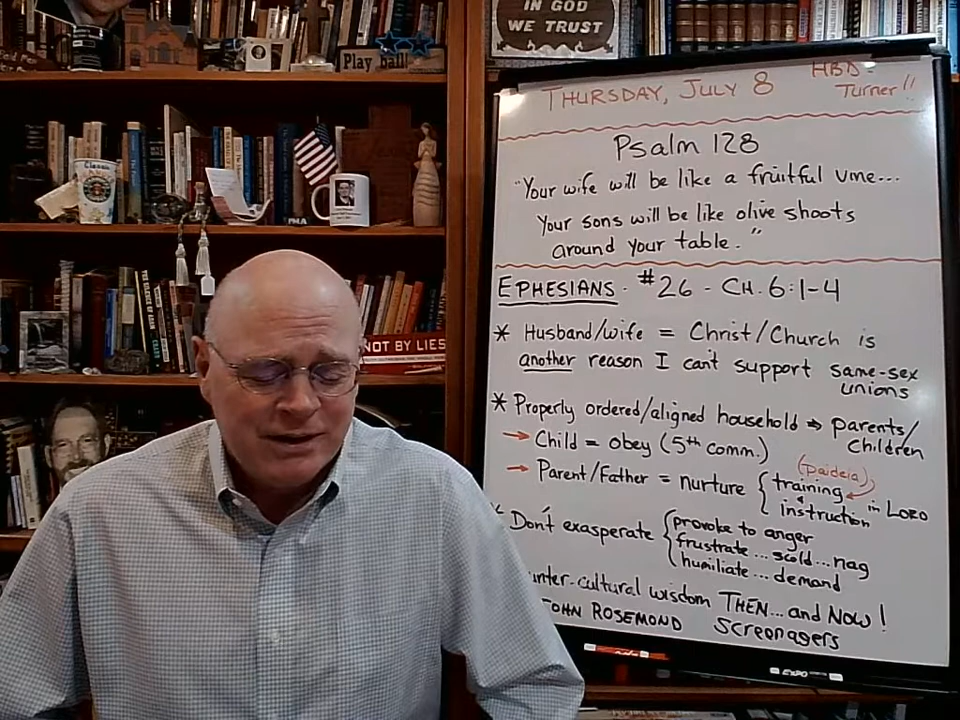 IN GOD
WE TRUST
Play ball
Classic
NOT BY LIES
THURSDAY, JULY 8
HBD-
Turner!!
Psalm 128
"Your wife will be like a fruitful vine...
Your sons will be like olive shoots
around your table."
EPHESIANS. #26 - CH. 6:1-4
* Husband/wife = Christ/Church is
another reason I can't support same-sex
unions
* Properly ordered/aligned household ⇒ parents/
children
→ Child = obey (5th comm.)
→ Parent/Father = nurture { training
(paideia)
& instruction
in LORD
* Don't exasperate { provoke to anger
frustrate... scold... nag
humiliate... demand
unter-cultural wisdom THEN... and NOW!
JOHN ROSEMOND Screenagers
EXPO